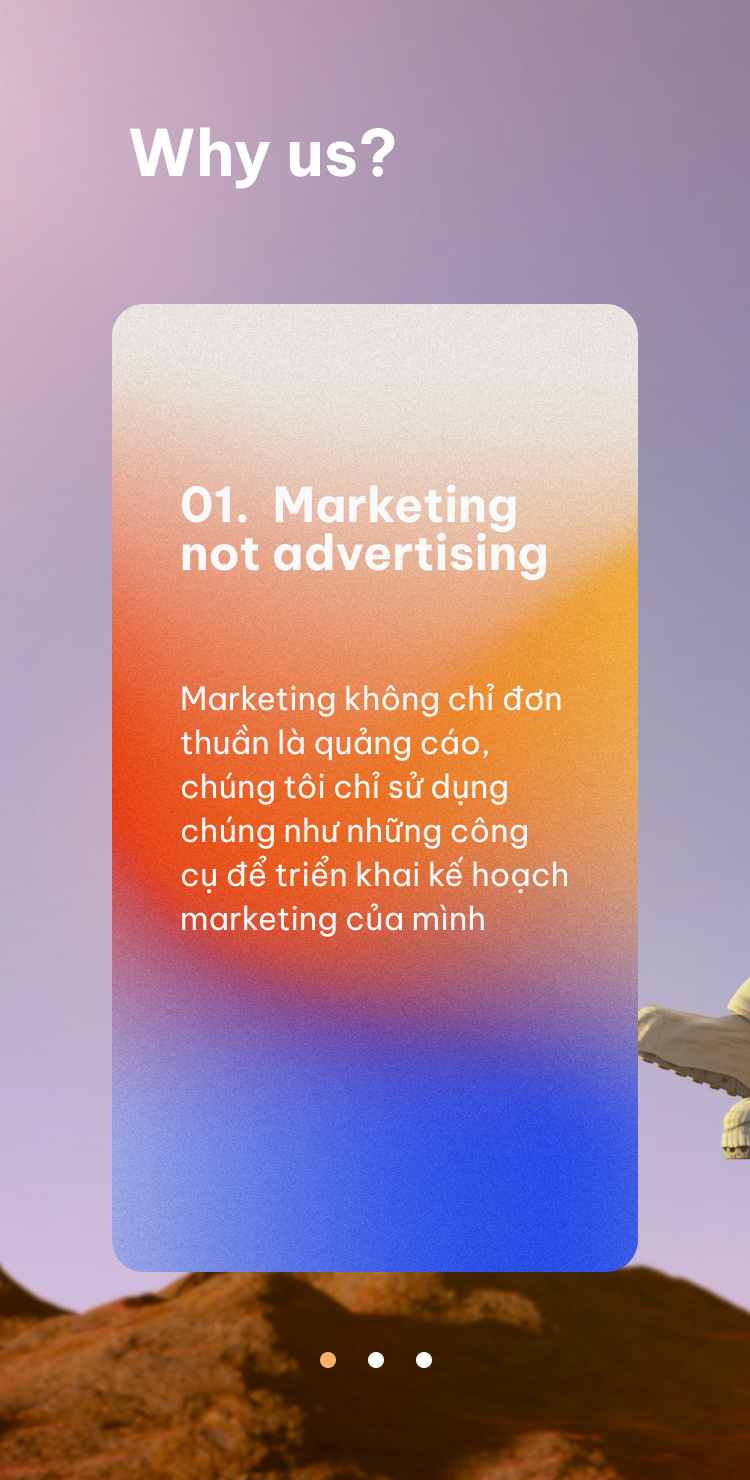 Why us?
01.  Marketing
not advertising
Marketing không chỉ đơn
thuần là quảng cáo,
chúng tôi chỉ sử dụng
chúng như những công
cụ để triển khai kế hoạch
marketing của mình